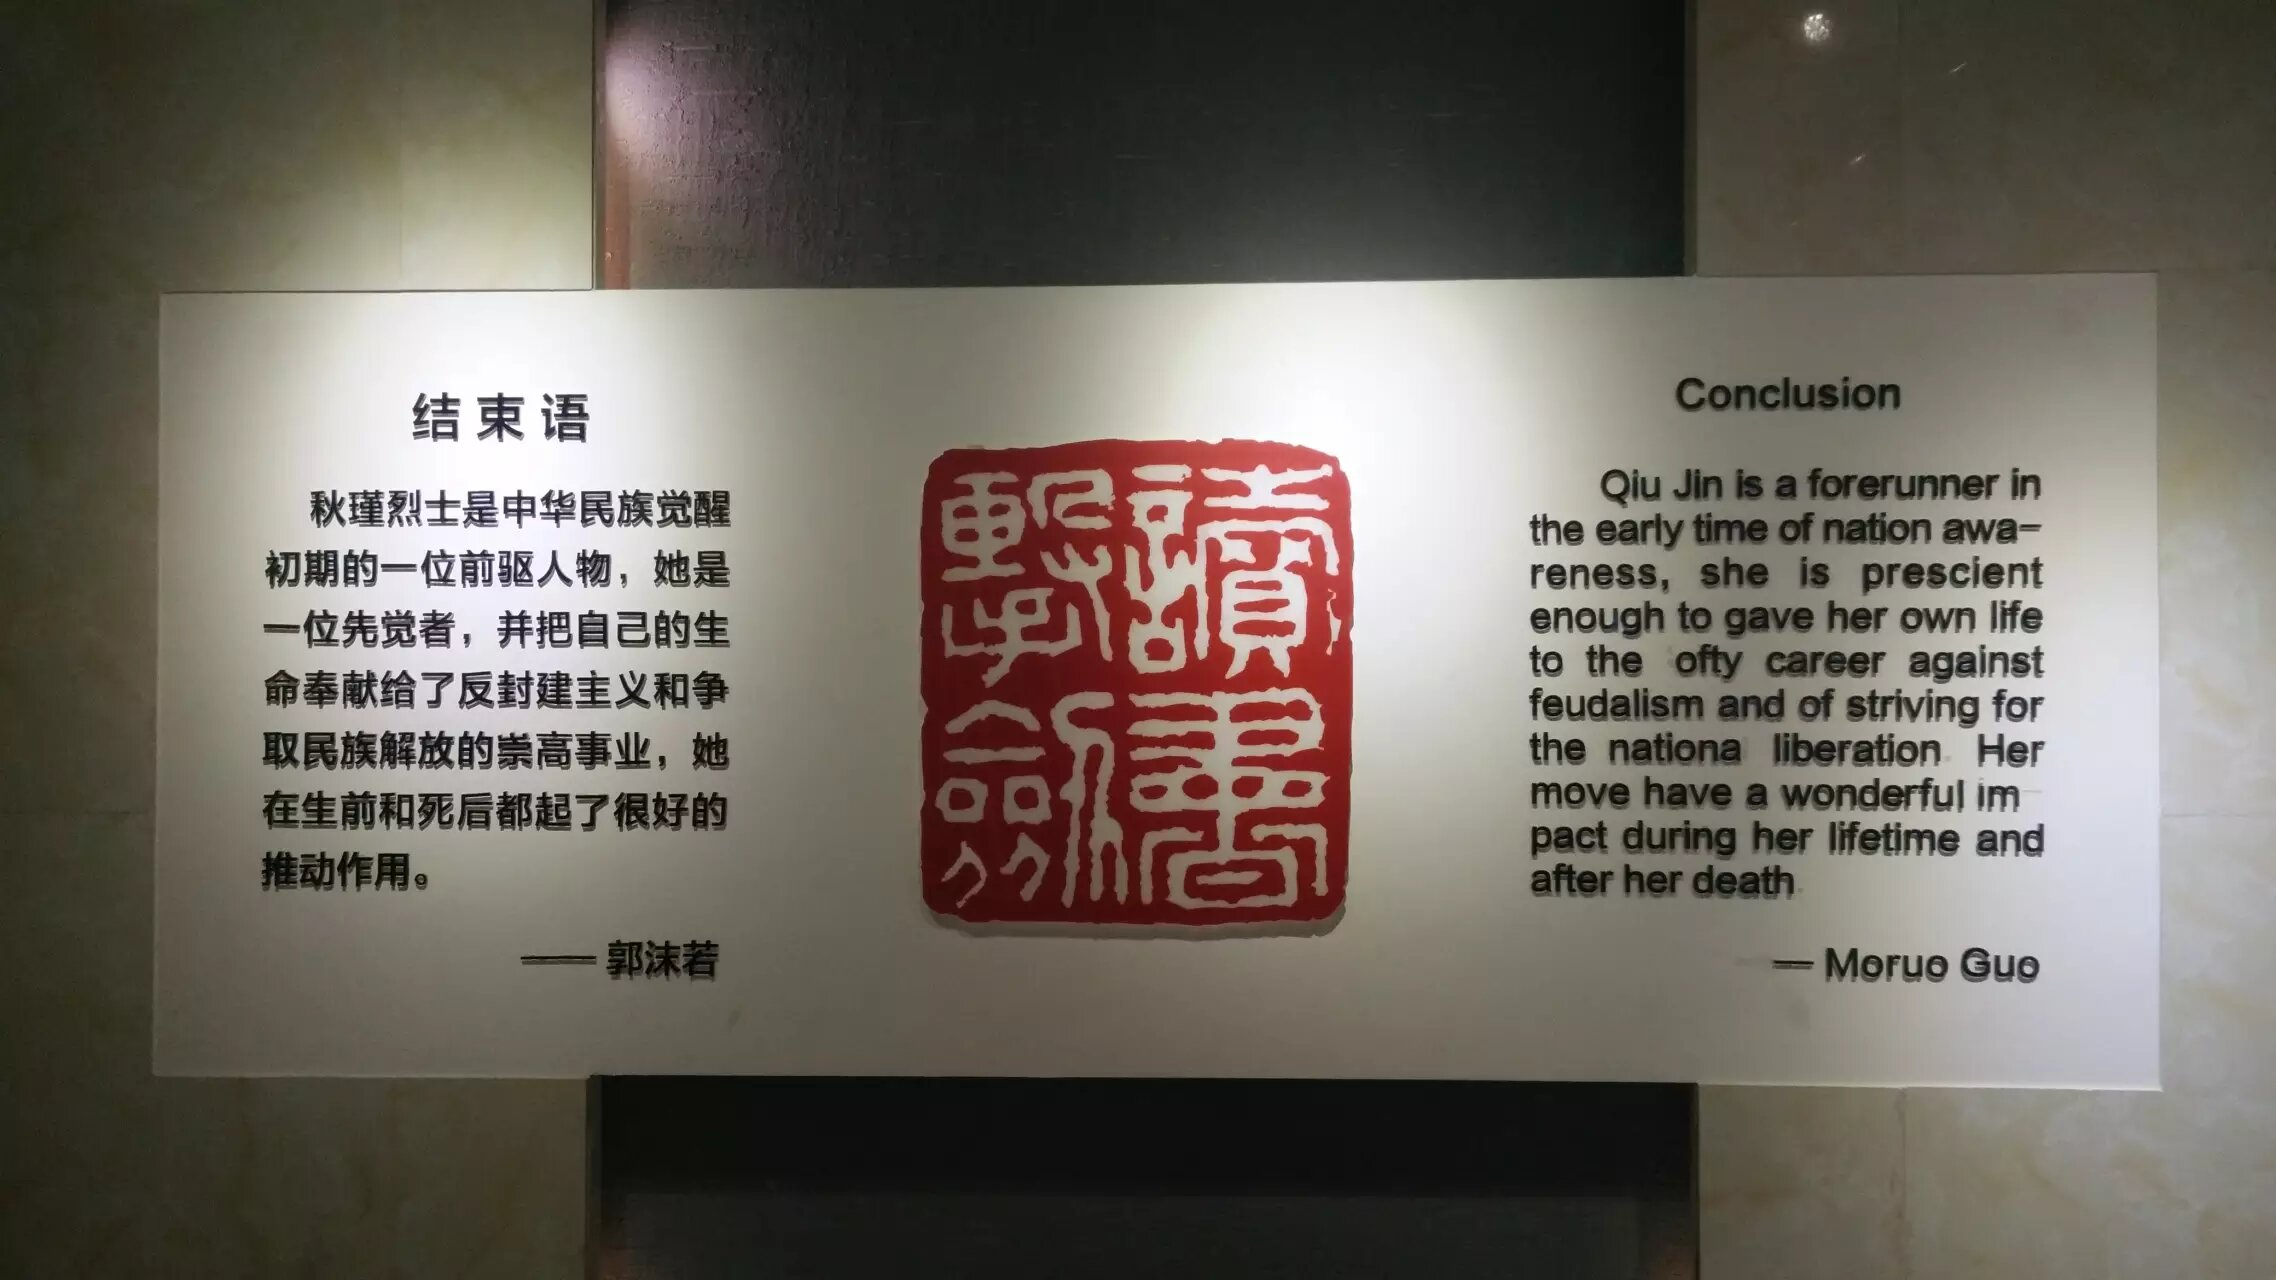 结束语
秋瑾烈士是中华民族觉醒
初期的一位前驱人物，她是
一位先觉者，并把自己的生
命奉献给了反封建主义和争
取民族解放的崇高事业，她
在生前和死后都起了很好的
推动作用。
—— 郭沫若
讀書
擊劍
Conclusion
Qiu Jin is a forerunner in
the early time of nation awa-
reness, she is prescient
enough to gave her own life
to the ofty career against
feudalism and of striving for
the nationa liberation Her
move have a wonderful im
pact during her lifetime and
after her death
— Moruo Guo